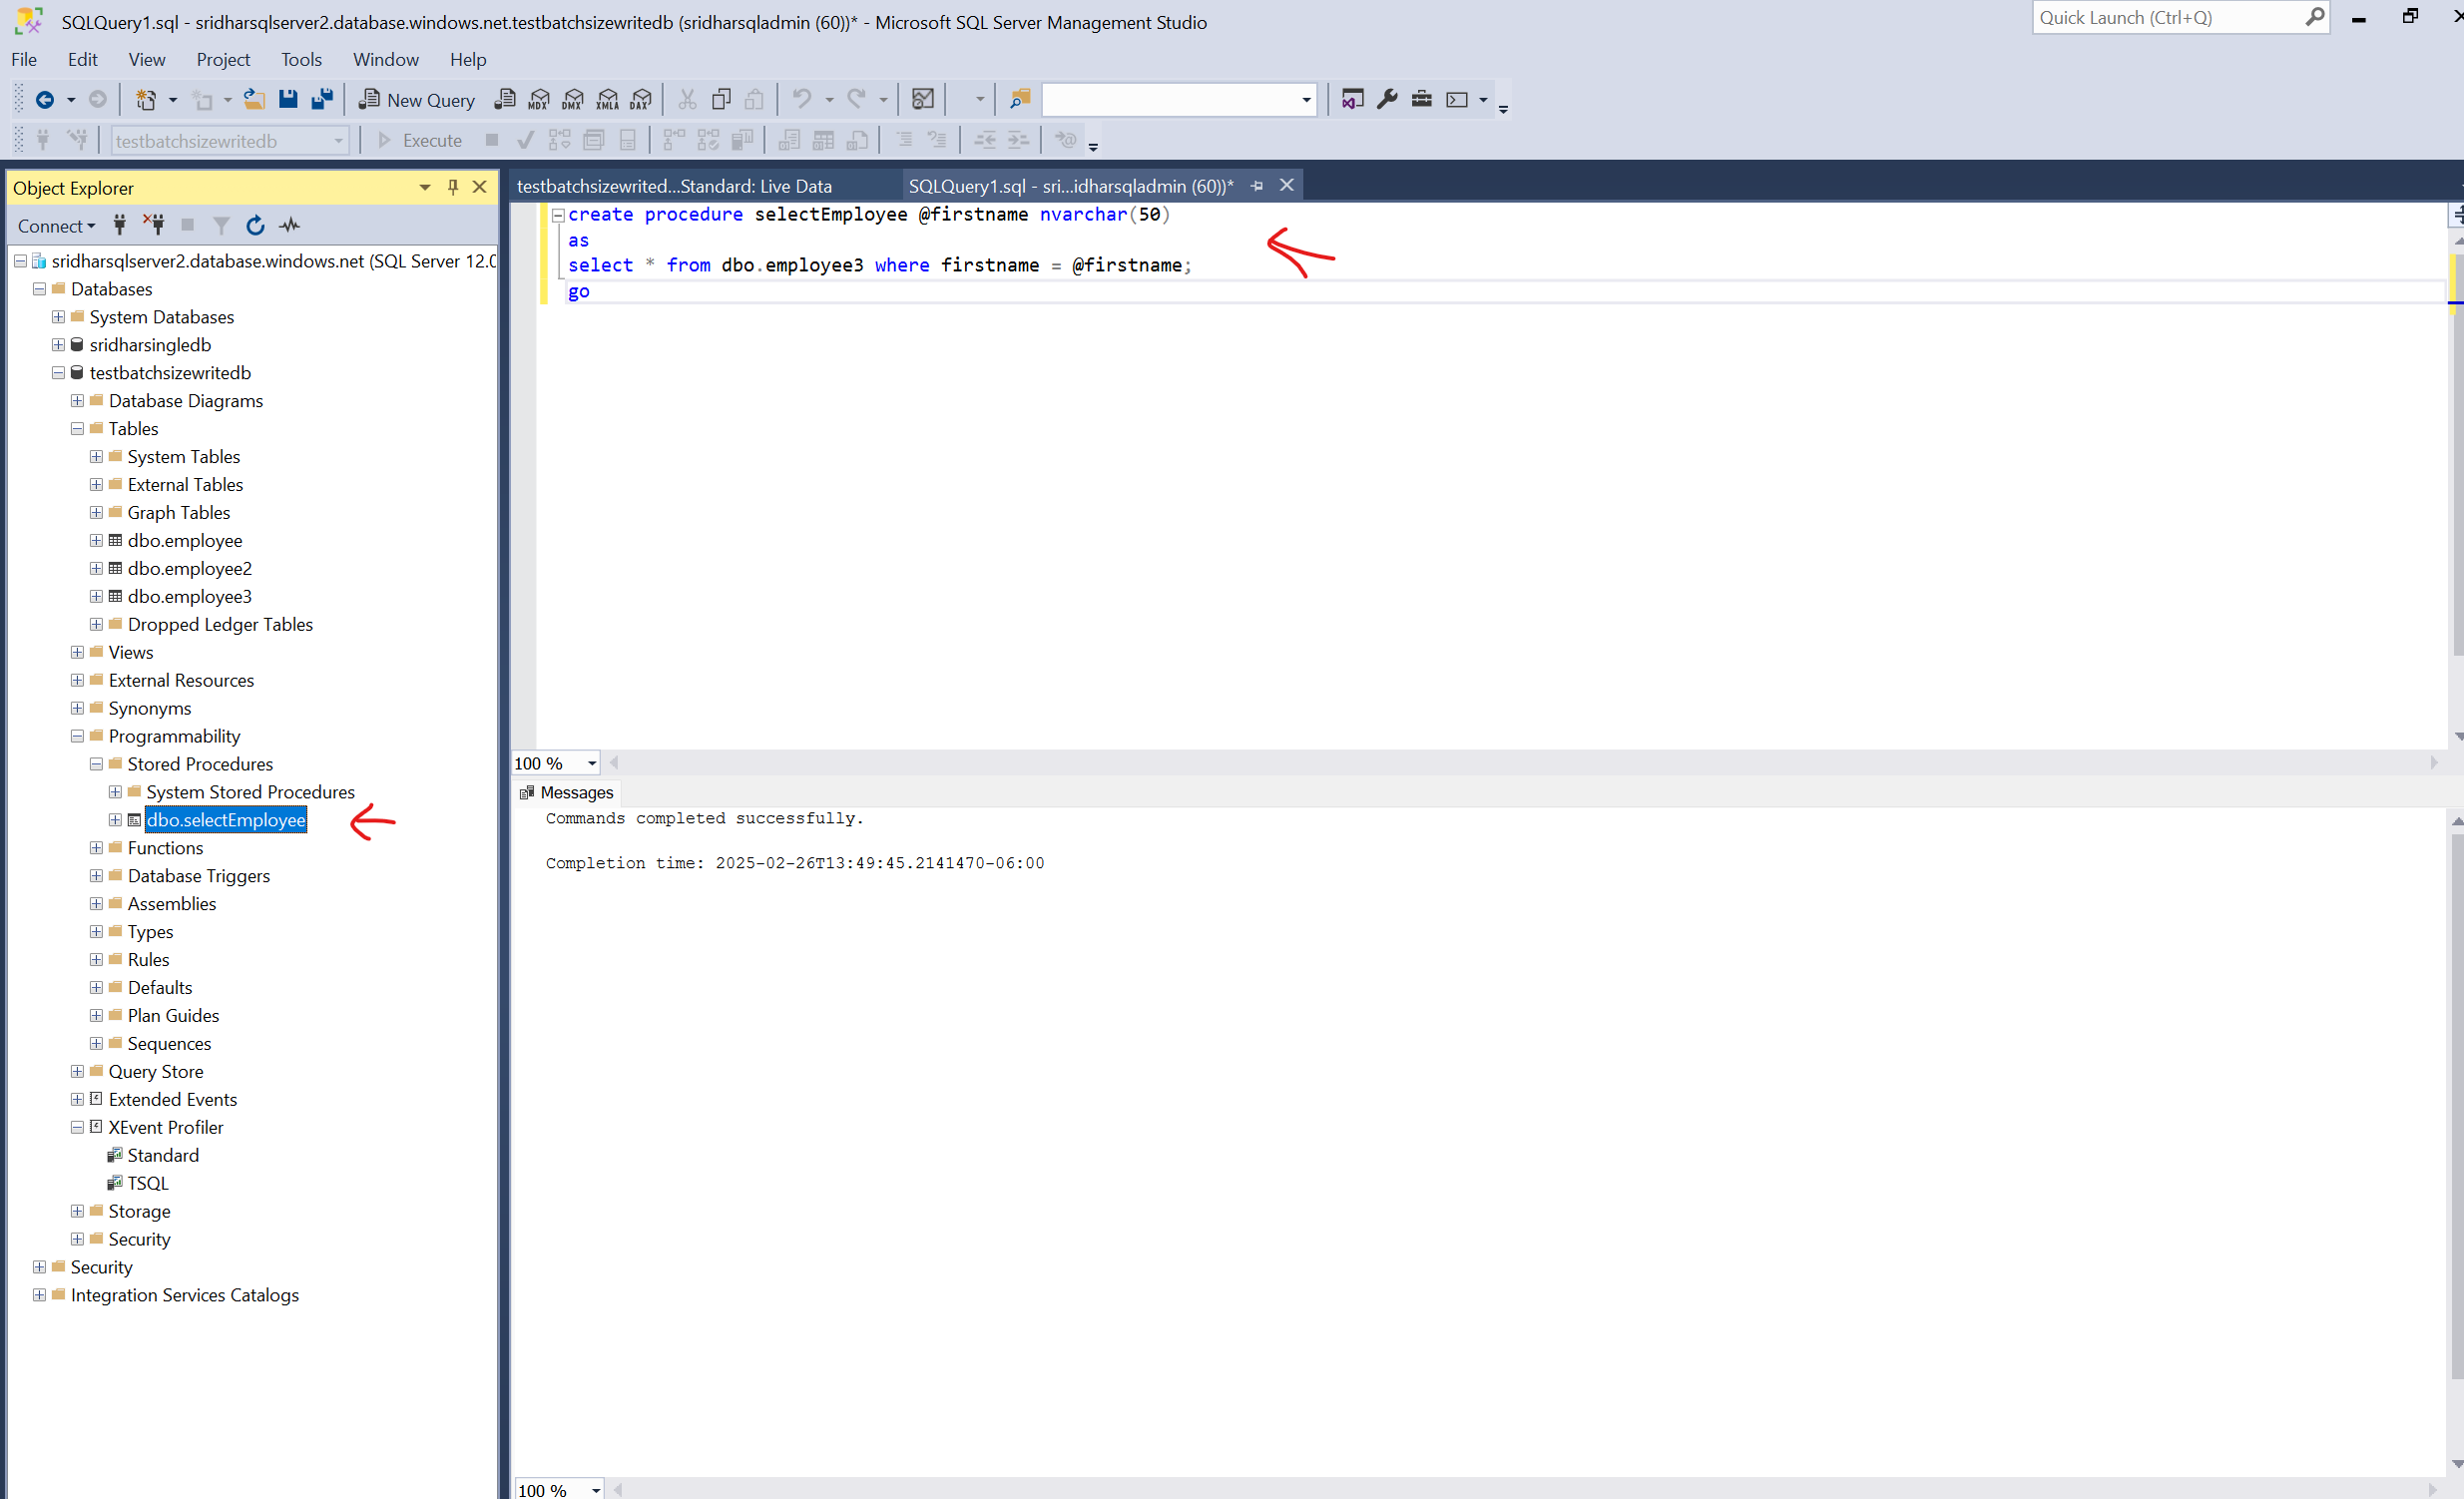 SQLQuery1.sql - sridharsqlserver2.database.windows.net.testbatchsizewritedb (sridharsqladmin (60))* - Microsoft SQL Server Management Studio
Quick Launch (Ctrl+Q)
File Edit View Project Tools Window Help
New Query MDX DMX XMLA DAX
testbatchsizewritedb Execute
Object Explorer
testbatchsizewrited...Standard: Live Data
SQLQuery1.sql - sri...idharsqladmin (60))*
Connect
sridharsqlserver2.database.windows.net (SQL Server 12.0
Databases
System Databases
sridharsingledb
testbatchsizewritedb
Database Diagrams
Tables
System Tables
External Tables
Graph Tables
dbo.employee
dbo.employee2
dbo.employee3
Dropped Ledger Tables
Views
External Resources
Synonyms
Programmability
Stored Procedures
System Stored Procedures
dbo.selectEmployee
Functions
Database Triggers
Assemblies
Types
Rules
Defaults
Plan Guides
Sequences
Query Store
Extended Events
XEvent Profiler
Standard
TSQL
Storage
Security
Security
Integration Services Catalogs
create procedure selectEmployee @firstname nvarchar(50)
as
select * from dbo.employee3 where firstname = @firstname;
go
100 %
Messages
Commands completed successfully.
Completion time: 2025-02-26T13:49:45.2141470-06:00
100 %